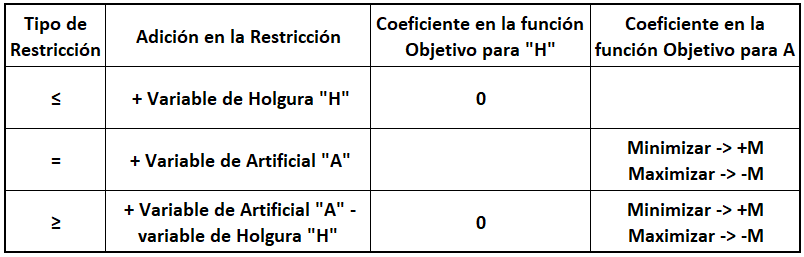 Tipo de
Restricción
Adición en la Restricción
Coeficiente en la función
Objetivo para "H"
Coeficiente en la
función Objetivo para A
≤
+ Variable de Holgura "H"
0
=
+ Variable de Artificial "A"
Minimizar -> +M
Maximizar -> -M
≥
+ Variable de Artificial "A" -
variable de Holgura "H"
0
Minimizar -> +M
Maximizar -> -M